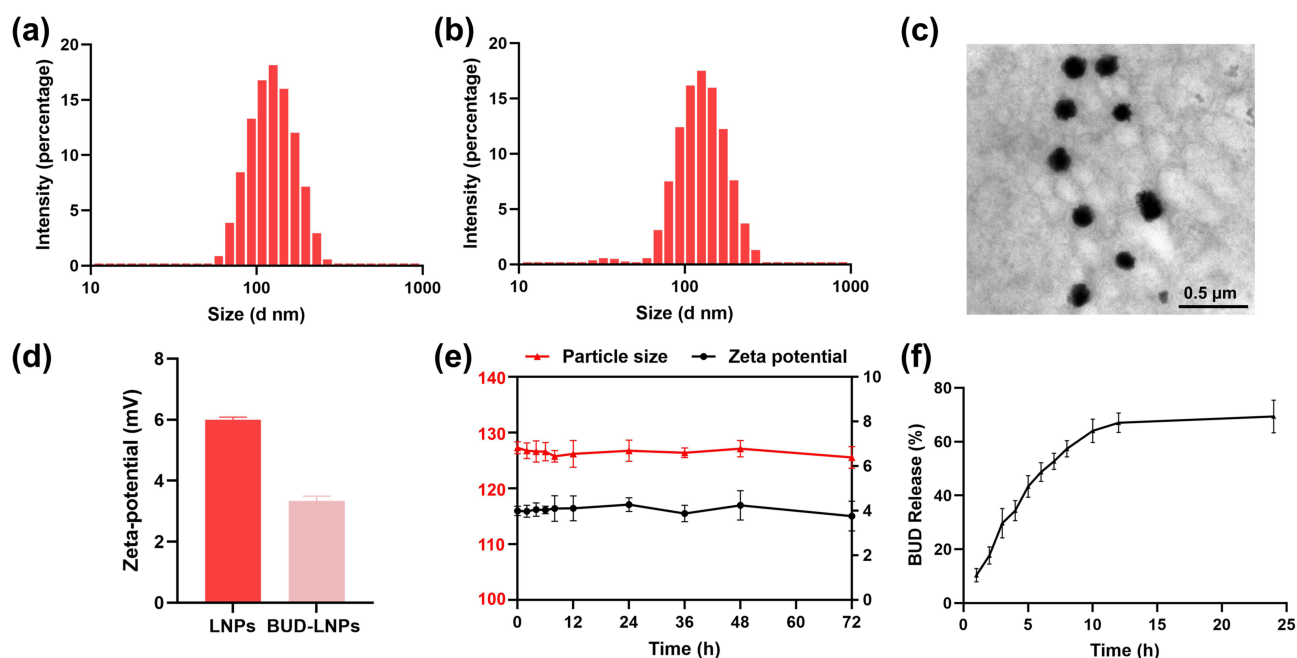 (a)
20
15
10
5
0
Intensity (percentage)
10
100
1000
Size (d nm)
(b)
20
15
10
5
0
Intensity (percentage)
10
100
1000
Size (d nm)
(c)
0.5 μm
(d)
8
6
4
2
0
Zeta-potential (mV)
LNPs
BUD-LNPs
(e)
Particle size
Zeta potential
140
130
116
114
100
10
8
6
4
2
0
0
12
24
36
48
60
72
Time (h)
(f)
80
60
40
20
0
BUD Release (%)
0
5
10
15
20
25
Time (h)